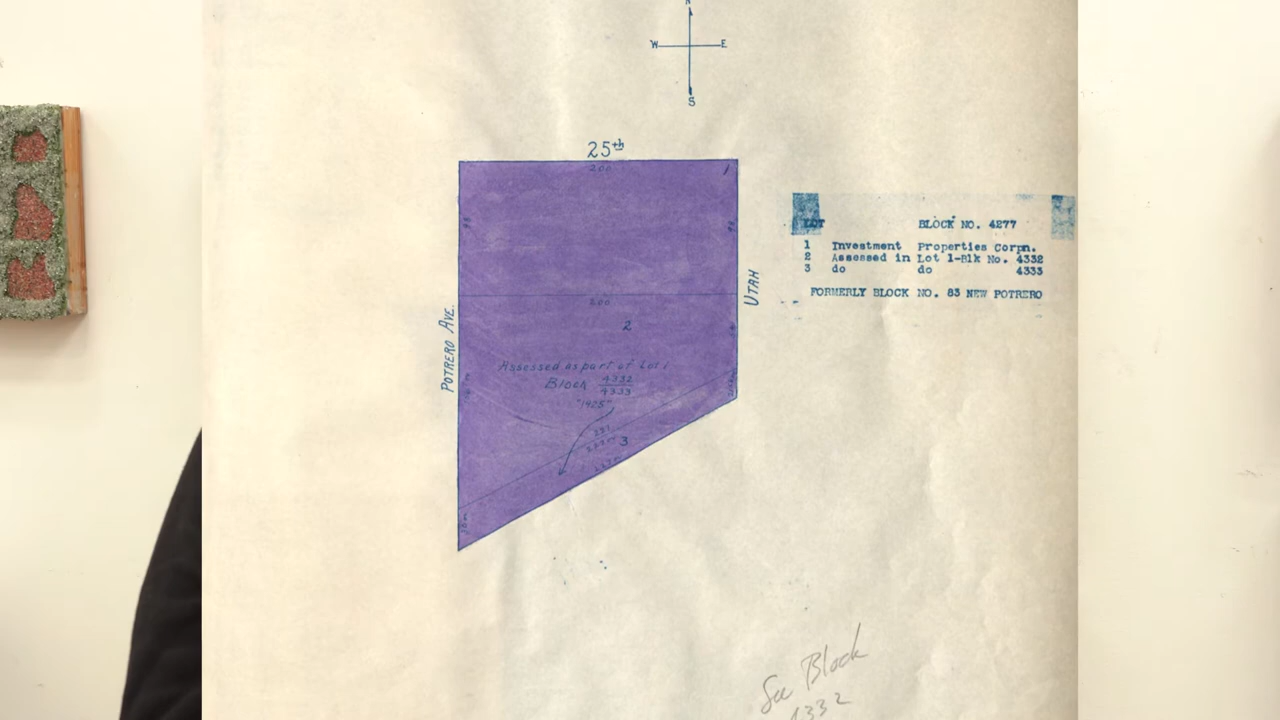 W
E
S
25th
200
1
200
POTRERO AVE.
UTAH
2
Assessed as part of Lot 1
Block 4332
4333
"1925"
3
LOT BLOCK NO. 4277
1 Investment Properties Corpn.
2 Assessed in Lot 1-Blk No. 4332
3 do do 4333
FORMERLY BLOCK NO. 83 NEW POTRERO
See Block
4332